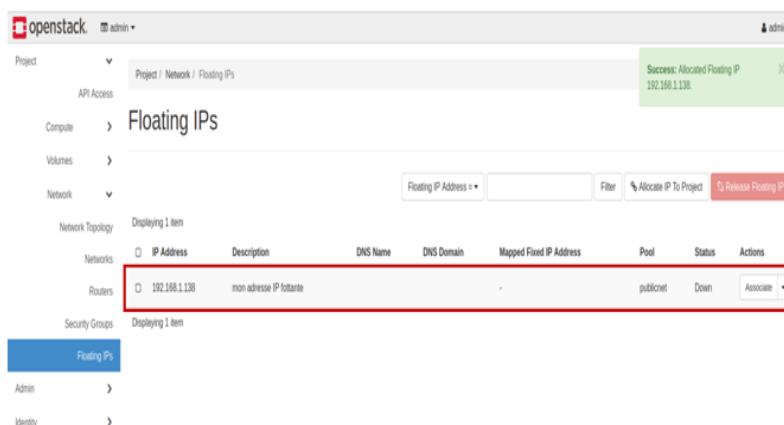 openstack. admin ▾ admin
Project
API Access
Compute
Volumes
Network
Network Topology
Networks
Routers
Security Groups
Floating IPs
Admin
Identity
Project / Network / Floating IPs
Success: Allocated Floating IP
192.168.1.138.
Floating IPs
Floating IP Address = ▾ Filter Allocate IP To Project Release Floating IPs
Displaying 1 item
IP Address Description DNS Name DNS Domain Mapped Fixed IP Address Pool Status Actions
192.168.1.138 mon adresse IP fottante - publicnet Down Associate
Displaying 1 item